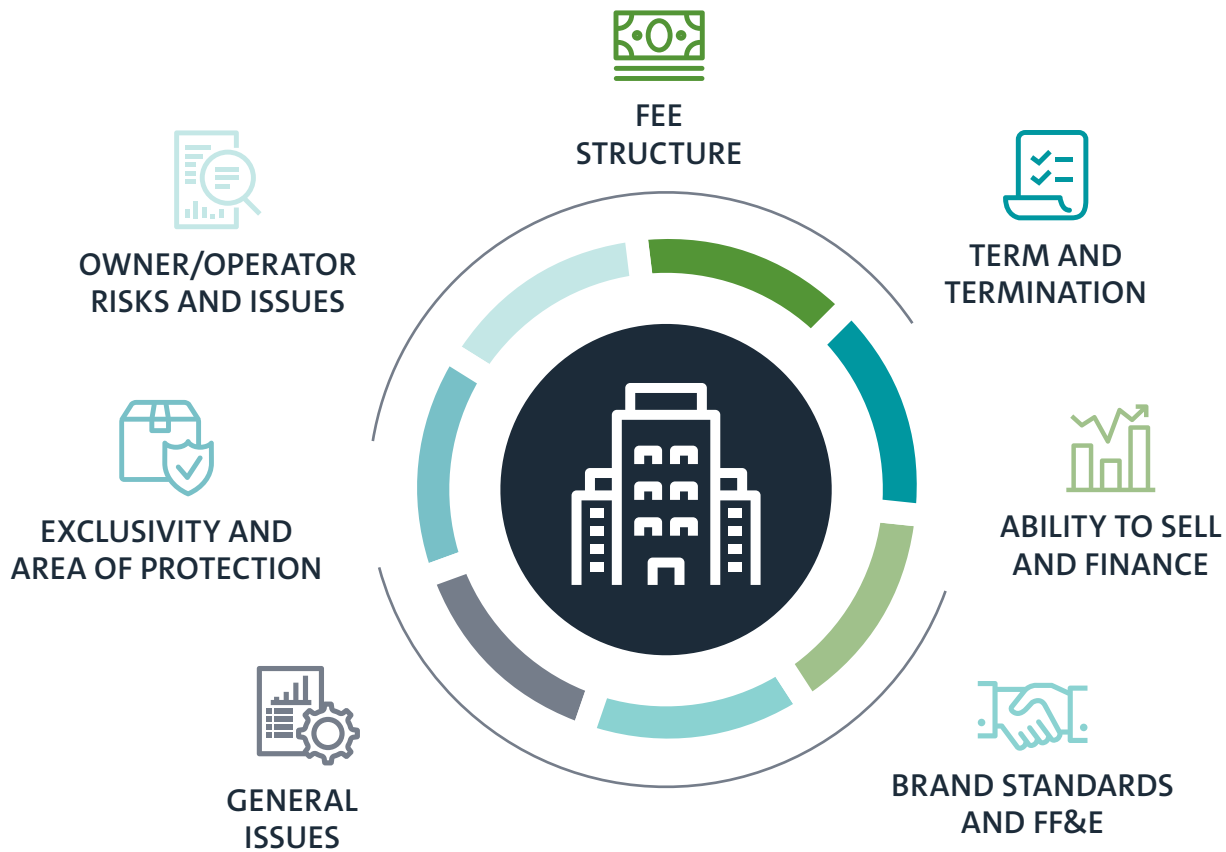 FEE
STRUCTURE
TERM AND
TERMINATION
ABILITY TO SELL
AND FINANCE
BRAND STANDARDS
AND FF&E
GENERAL
ISSUES
EXCLUSIVITY AND
AREA OF PROTECTION
OWNER/OPERATOR
RISKS AND ISSUES